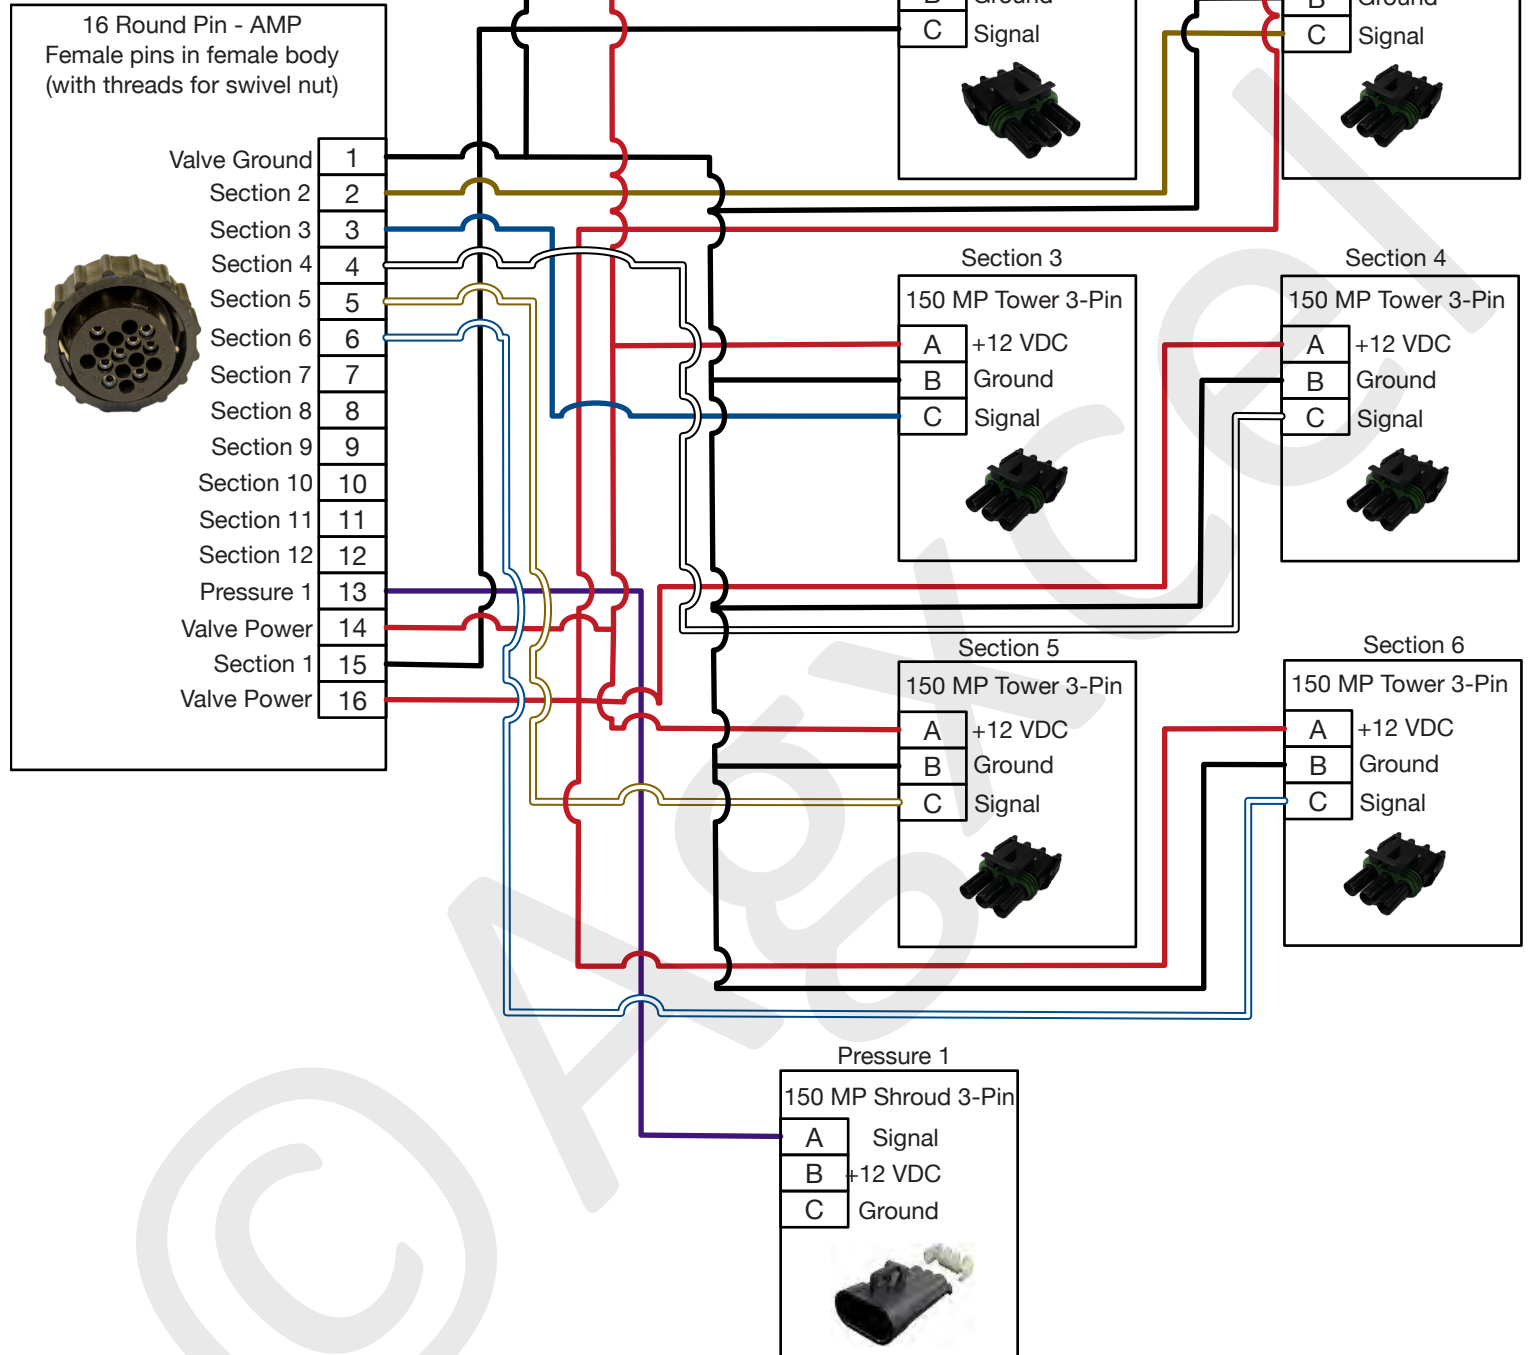 16 Round Pin - AMP
Female pins in female body
(with threads for swivel nut)
Valve Ground 1
Section 2 2
Section 3 3
Section 4 4
Section 5 5
Section 6 6
Section 7 7
Section 8 8
Section 9 9
Section 10 10
Section 11 11
Section 12 12
Pressure 1 13
Valve Power 14
Section 1 15
Valve Power 16
B Ground
C Signal
B Ground
C Signal
Section 3
150 MP Tower 3-Pin
A +12 VDC
B Ground
C Signal
Section 4
150 MP Tower 3-Pin
A +12 VDC
B Ground
C Signal
Section 5
150 MP Tower 3-Pin
A +12 VDC
B Ground
C Signal
Section 6
150 MP Tower 3-Pin
A +12 VDC
B Ground
C Signal
Pressure 1
150 MP Shroud 3-Pin
A Signal
B +12 VDC
C Ground
© Agxcel